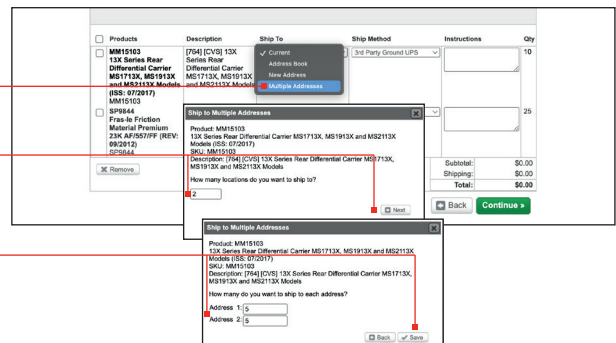 Products Description Ship To Ship Method Instructions Qty
MM15103 [764] [CVS] 13X 3rd Party Ground UPS 10
13X Series Rear Series Rear
Differential Carrier Differential Carrier
MS1713X, MS1913X MS1713X, MS1913X
and MS2113X Models and MS2113X Models
(ISS: 07/2017)
MM15103
✓ Current
Address Book
New Address
Multiple Addresses
SP9844 25
Fras-le Friction
Material Premium
23K AF/557/FF (REV:
09/2012)
SP9844
Remove
Subtotal: $0.00
Shipping: $0.00
Total: $0.00
Back Continue »
Ship to Multiple Addresses
Product: MM15103
13X Series Rear Differential Carrier MS1713X, MS1913X and MS2113X
Models (ISS: 07/2017)
SKU: MM15103
Description: [764] [CVS] 13X Series Rear Differential Carrier MS1713X,
MS1913X and MS2113X Models
How many locations do you want to ship to?
2
Next
Ship to Multiple Addresses
Product: MM15103
13X Series Rear Differential Carrier MS1713X, MS1913X and MS2113X
Models (ISS: 07/2017)
SKU: MM15103
Description: [764] [CVS] 13X Series Rear Differential Carrier MS1713X,
MS1913X and MS2113X Models
How many do you want to ship to each address?
Address 1: 5
Address 2: 5
Back Save